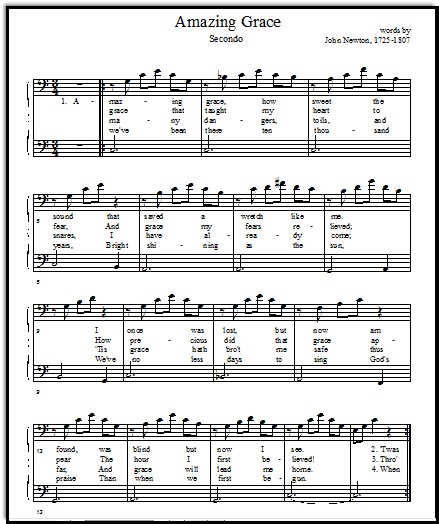 Amazing Grace
Secondo
words by
John Newton, 1725-1807
1. A - maz - ing grace, how sweet the
grace that taught my heart to
ma - ny dan - gers, toils, and
we've been there ten thou - sand
5
sound that saved a wretch like me.
fear, And grace my fears re - lieved;
snares, I have al - rea - dy come;
years, Bright shi - ning as the sun,
5
9
I once was lost, but now am
How pre - cious did that grace ap -
'Tis grace hath bro't me safe thus
We've no less days to sing God's
9
13
found, was blind but now I see. 2. Twas
pear The hour I first be - lieved! 3. Thro'
far, And grace will lead me home. 4. When
praise Than when we first be - gun.
13